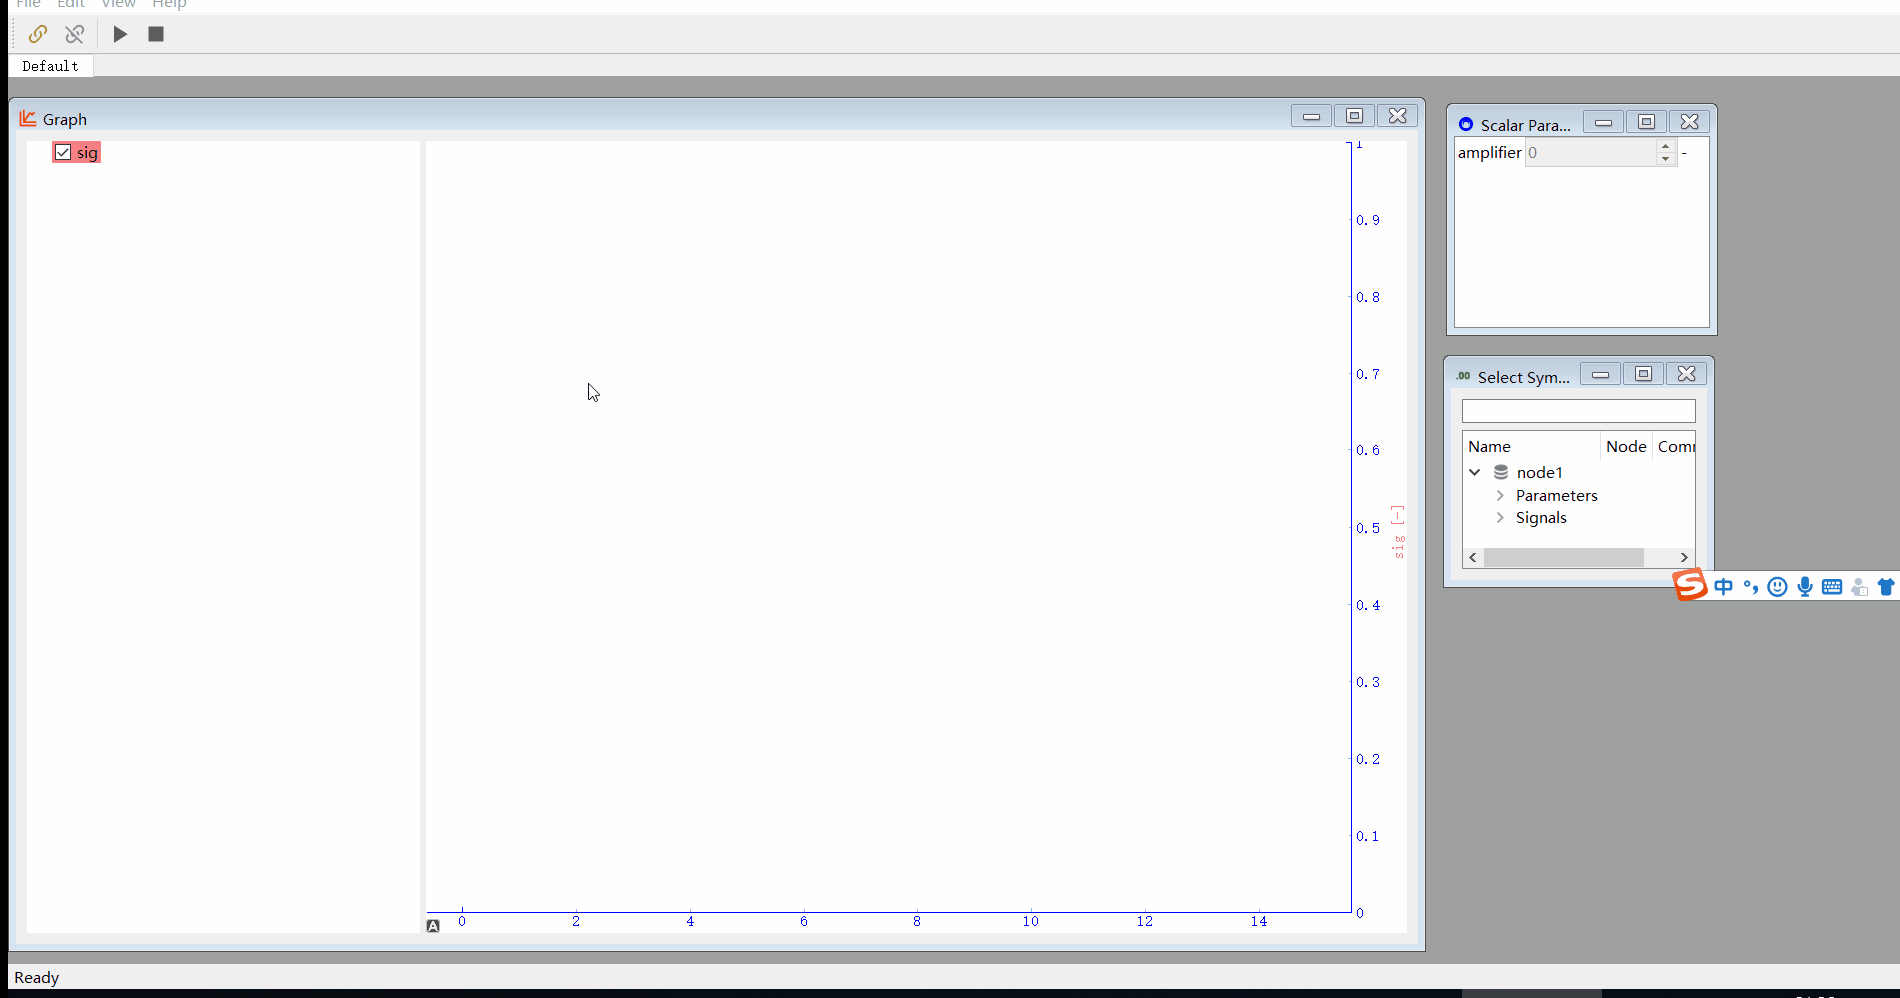 File Edit View Help
Default
Graph
sig
1
0.9
0.8
0.7
0.6
0.5
0.4
0.3
0.2
0.1
0
sig [-]
A
0 2 4 6 8 10 12 14
Scalar Para...
amplifier 0 -
.00 Select Sym...
Name Node Com
node1
Parameters
Signals
S 中
Ready